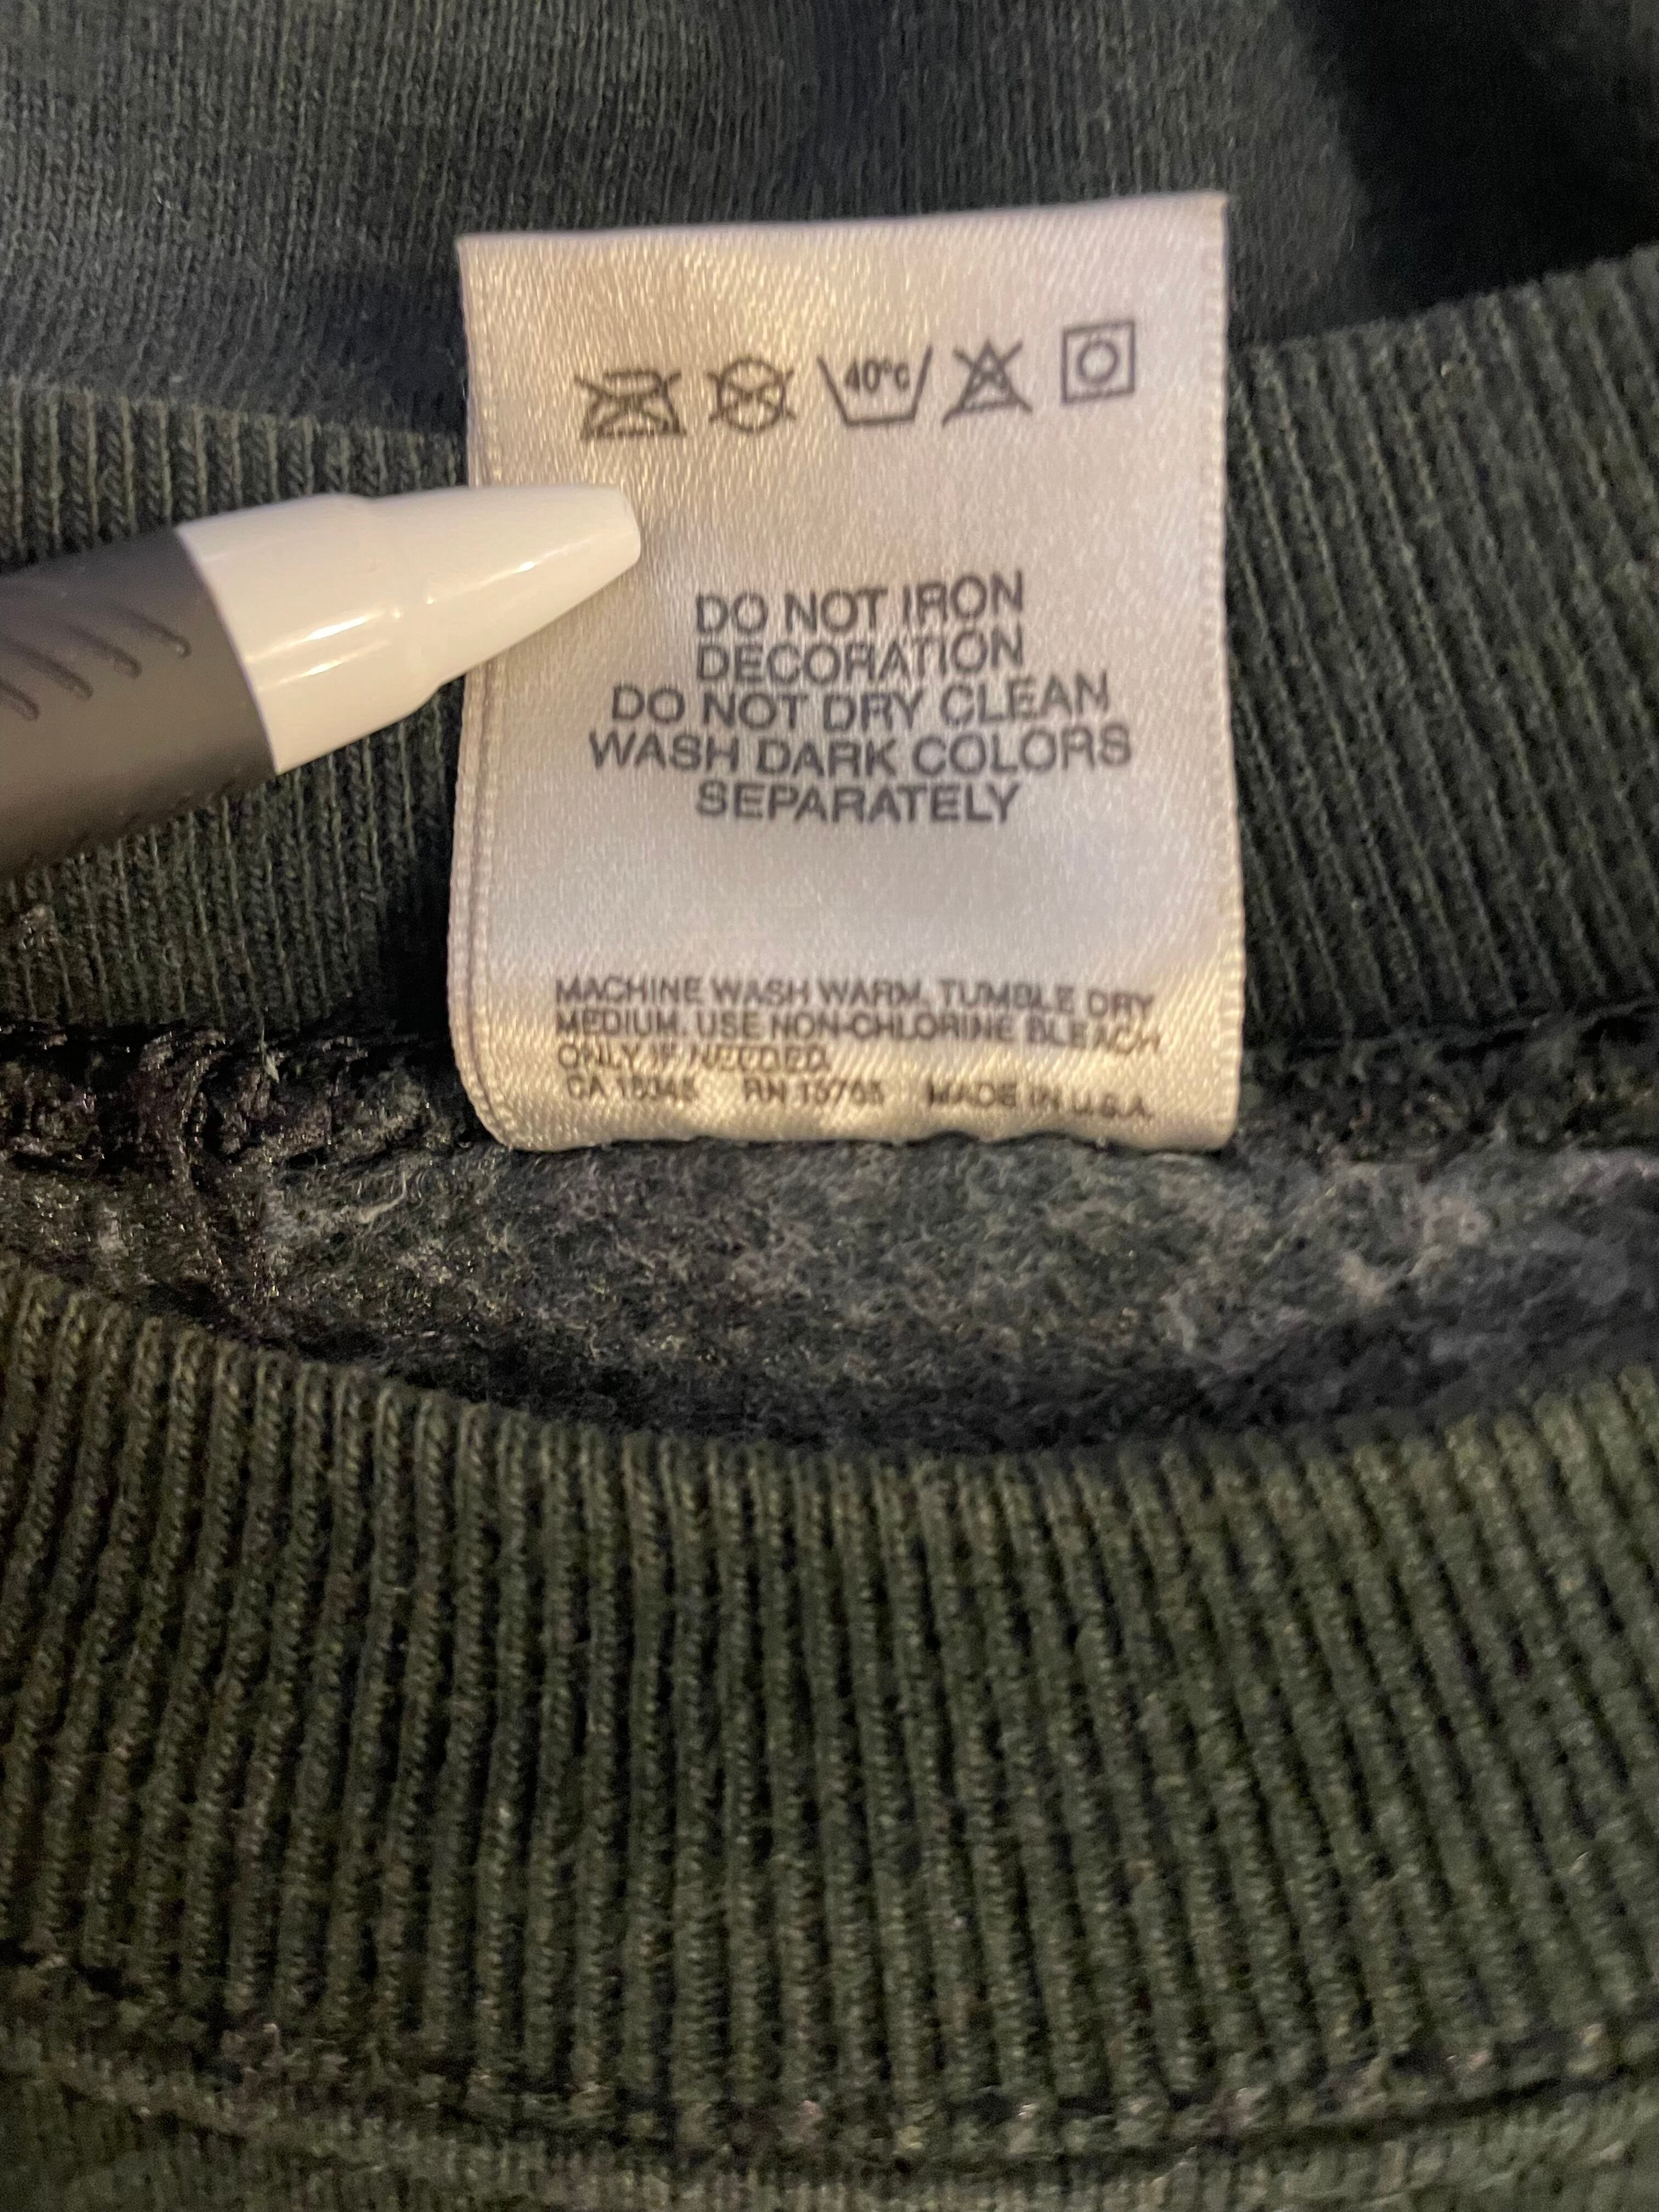 40°C
DO NOT IRON
DECORATION
DO NOT DRY CLEAN
WASH DARK COLORS
SEPARATELY
MACHINE WASH WARM. TUMBLE DRY
MEDIUM. USE NON-CHLORINE BLEACH
ONLY IF NEEDED.
CA 15345 RN 15765 MADE IN U.S.A.